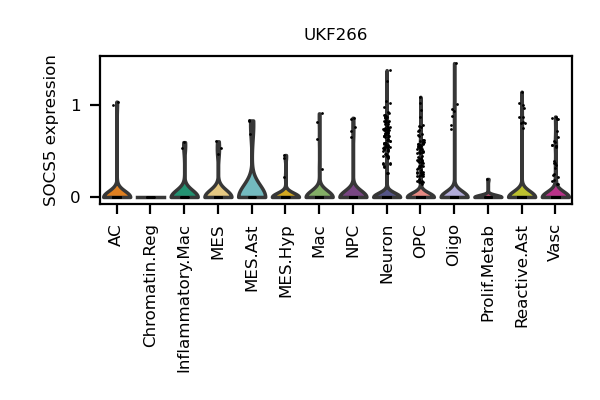 UKF266
SOCS5 expression
1
0
AC
Chromatin.Reg
Inflammatory.Mac
MES
MES.Ast
MES.Hyp
Mac
NPC
Neuron
OPC
Oligo
Prolif.Metab
Reactive.Ast
Vasc